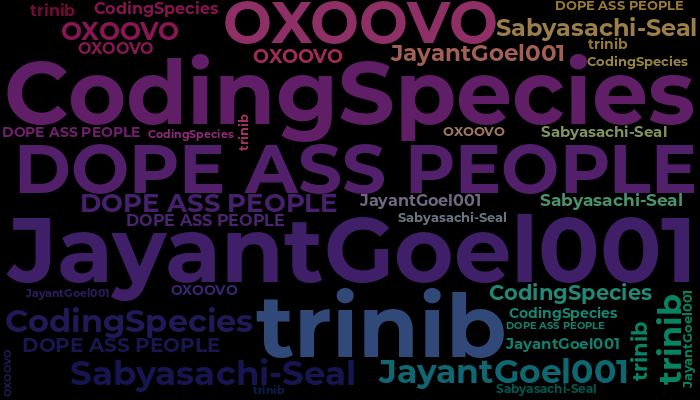 trinib
CodingSpecies
OXOOVO
DOPE ASS PEOPLE
OXOOVO
Sabyasachi-Seal
OXOOVO
OXOOVO
JayantGoel001
trinib
CodingSpecies
CodingSpecies
DOPE ASS PEOPLE
CodingSpecies
trinib
OXOOVO
Sabyasachi-Seal
DOPE ASS PEOPLE
DOPE ASS PEOPLE
JayantGoel001
Sabyasachi-Seal
DOPE ASS PEOPLE
Sabyasachi-Seal
JayantGoel001
JayantGoel001
OXOOVO
trinib
CodingSpecies
CodingSpecies
CodingSpecies
DOPE ASS PEOPLE
DOPE ASS PEOPLE
JayantGoel001
trinib
trinib
JayantGoel001
OXOOVO
Sabyasachi-Seal
JayantGoel001
trinib
Sabyasachi-Seal